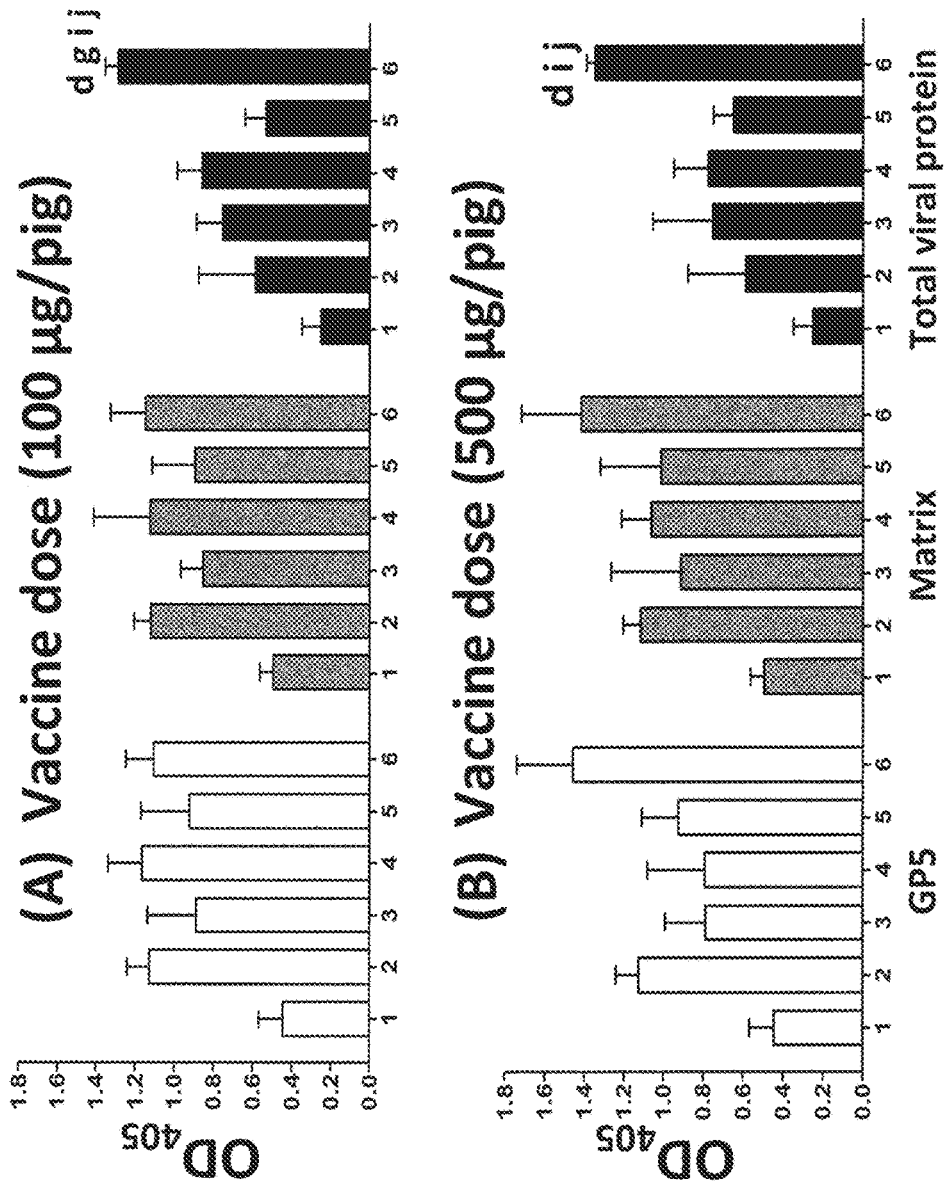 (A) Vaccine dose (100 µg/pig)
OD405
1.8
1.6
1.4
1.2
1.0
0.8
0.6
0.4
0.2
0.0
d g i j
1 2 3 4 5 6 1 2 3 4 5 6 1 2 3 4 5 6
(B) Vaccine dose (500 µg/pig)
OD405
1.8
1.6
1.4
1.2
1.0
0.8
0.6
0.4
0.2
0.0
d i j
1 2 3 4 5 6 1 2 3 4 5 6 1 2 3 4 5 6
GP5 Matrix Total viral protein